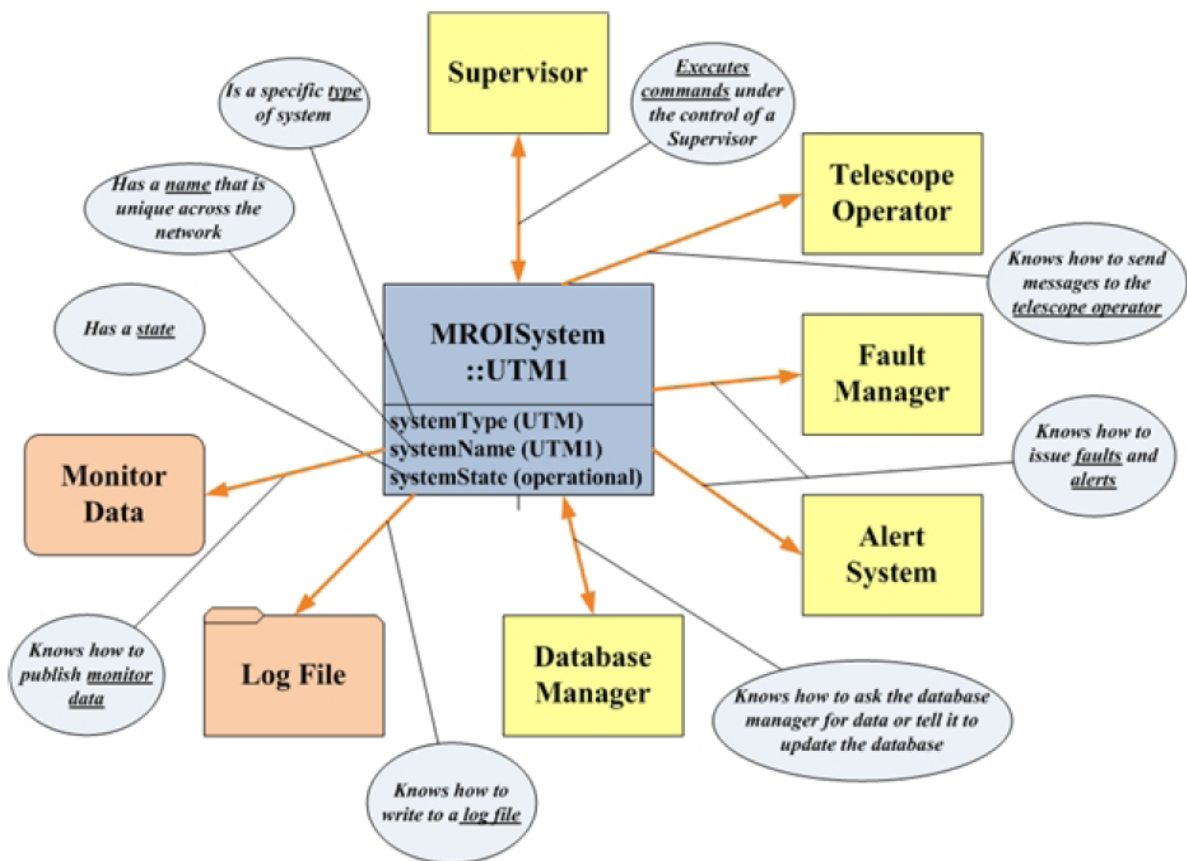 Supervisor
Executes
commands under
the control of a
Supervisor
Is a specific type
of system
Telescope
Operator
Has a name that is
unique across the
network
Knows how to send
messages to the
telescope operator
Has a state
MROISystem
::UTM1
systemType (UTM)
systemName (UTM1)
systemState (operational)
Fault
Manager
Knows how to
issue faults and
alerts
Monitor
Data
Alert
System
Knows how to
publish monitor
data
Log File
Database
Manager
Knows how to ask the database
manager for data or tell it to
update the database
Knows how to
write to a log file